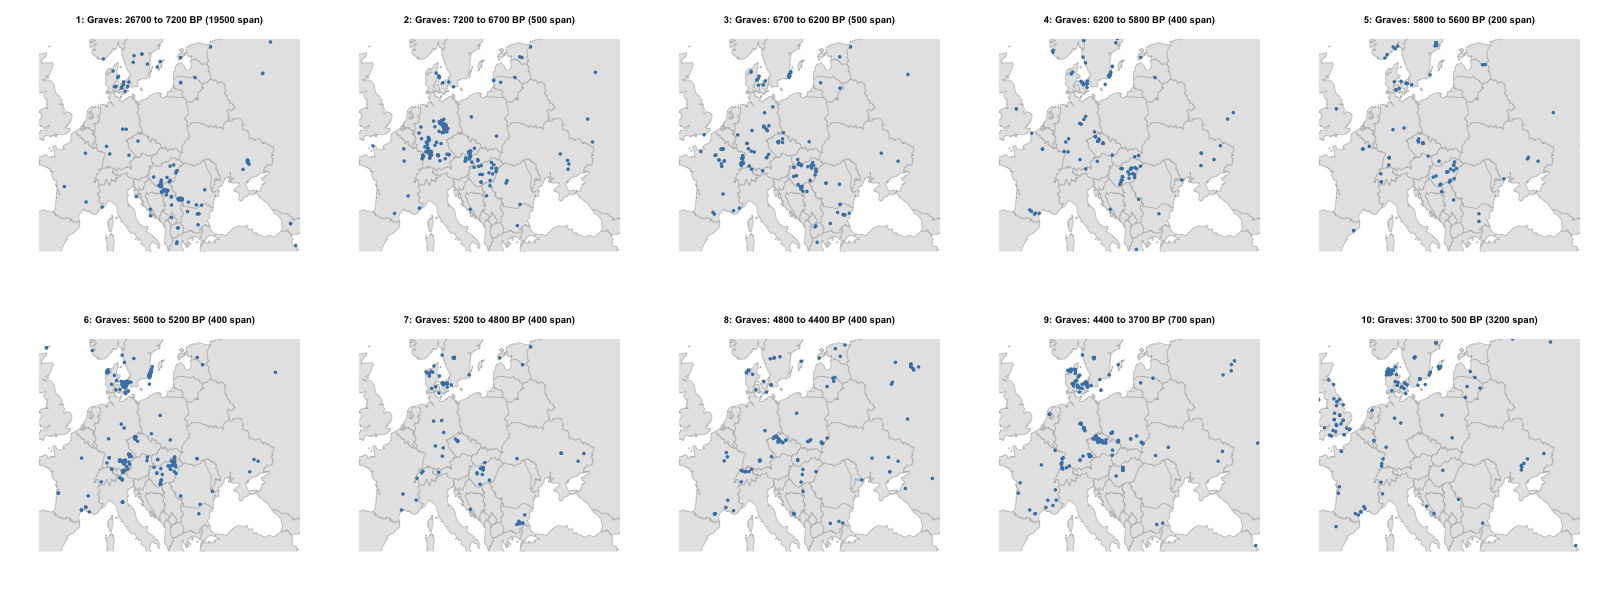 1: Graves: 26700 to 7200 BP (19500 span)
2: Graves: 7200 to 6700 BP (500 span)
3: Graves: 6700 to 6200 BP (500 span)
4: Graves: 6200 to 5800 BP (400 span)
5: Graves: 5800 to 5600 BP (200 span)
6: Graves: 5600 to 5200 BP (400 span)
7: Graves: 5200 to 4800 BP (400 span)
8: Graves: 4800 to 4400 BP (400 span)
9: Graves: 4400 to 3700 BP (700 span)
10: Graves: 3700 to 500 BP (3200 span)